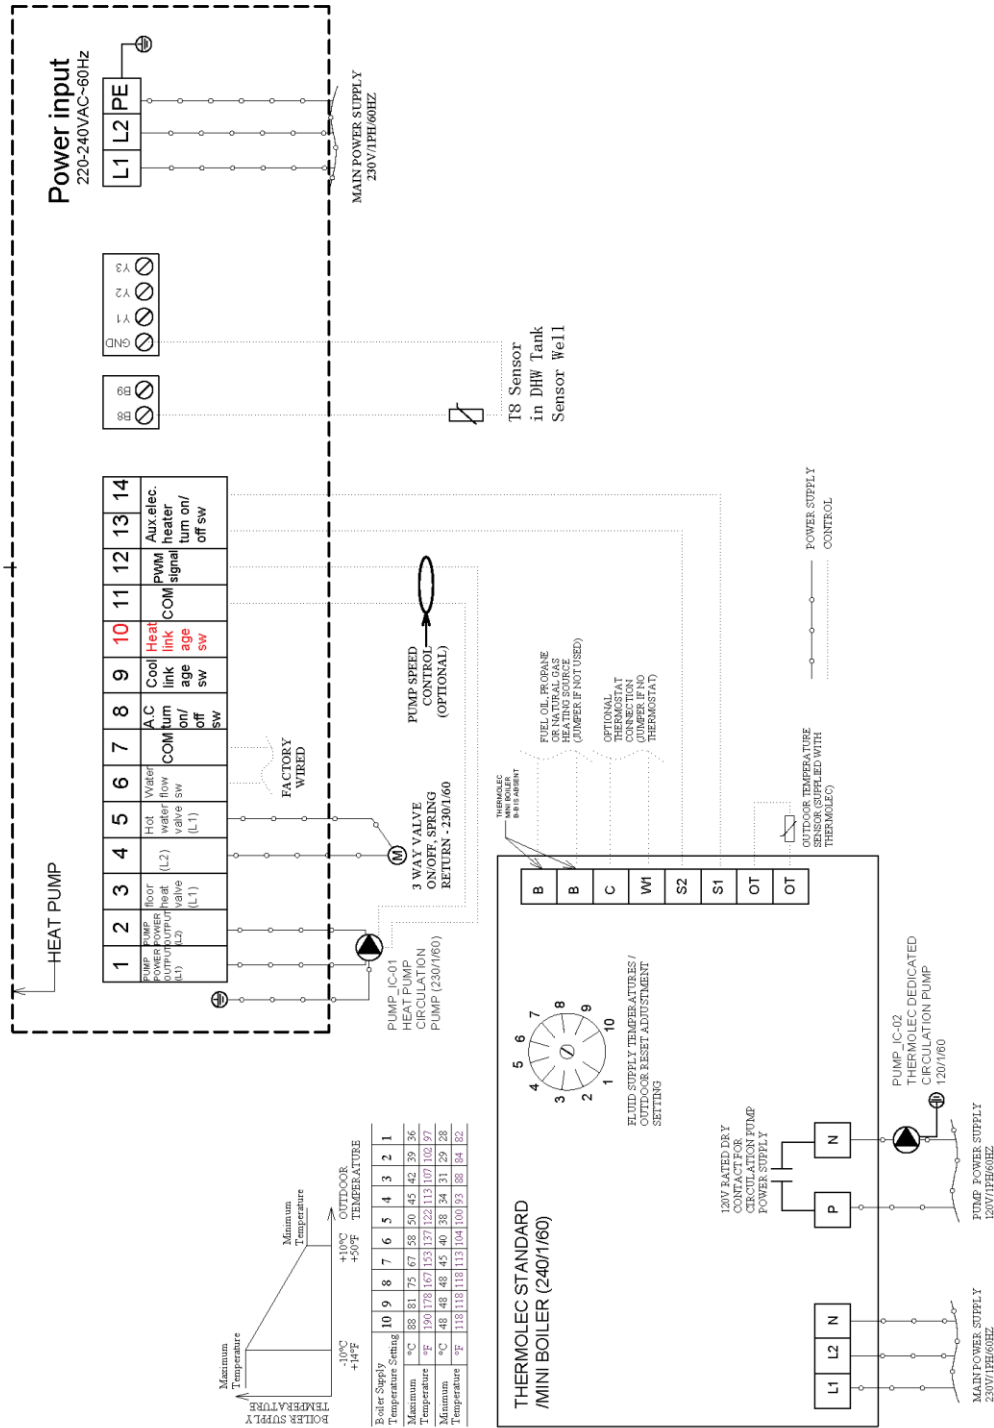 HEAT PUMP
Power input
220-240VAC~60Hz
L1 L2 PE
MAIN POWER SUPPLY
230V/1PH/60HZ
GND Y1 Y2 Y3
B8 B9
T8 Sensor
in DHW Tank
Sensor Well
1 2 3 4 5 6 7 8 9 10 11 12 13 14
PUMP
POWER
OUTPUT
(L1)
PUMP
POWER
OUTPUT
(L2)
floor
heat
valve
(L1)
(L2)
Hot
water
valve
(L1)
Water
flow
sw
COM
A.C
turn
on/
off
sw
Cool
link
age
sw
Heat
link
age
sw
COM
PWM
signal
Aux.elec.
heater
turn on/
off sw
FACTORY
WIRED
M
3 WAY VALVE
ON/OFF, SPRING
RETURN - 230/1/60
PUMP SPEED
CONTROL
(OPTIONAL)
PUMP_IC-01
HEAT PUMP
CIRCULATION
PUMP (230/1/60)
POWER SUPPLY
CONTROL
BOILER SUPPLY
TEMPERATURE
Maximum
Temperature
Minimum
Temperature
-10°C
+14°F
+10°C
+50°F
OUTDOOR
TEMPERATURE
Boiler Supply
Temperature Setting 10 9 8 7 6 5 4 3 2 1
Maximum
Temperature
°C 88 81 75 67 58 50 45 42 39 36
°F 190 178 167 153 137 122 113 107 102 97
Minimum
Temperature
°C 48 48 48 45 40 38 34 31 29 28
°F 118 118 118 113 104 100 93 88 84 82
THERMOLEC STANDARD
/MINI BOILER (240/1/60)
1 2 3 4 5 6 7 8 9 10
FLUID SUPPLY TEMPERATURES /
OUTDOOR RESET ADJUSTMENT
SETTING
THERMOLEC
MINI BOILER
B-B IS ABSENT
B
B
C
W1
S2
S1
OT
OT
FUEL OIL, PROPANE
OR NATURAL GAS
HEATING SOURCE
(JUMPER IF NOT USED)
OPTIONAL
THERMOSTAT
CONNECTION
(JUMPER IF NO
THERMOSTAT)
OUTDOOR TEMPERATURE
SENSOR (SUPPLIED WITH
THERMOLEC)
120V RATED DRY
CONTACT FOR
CIRCULATION PUMP
POWER SUPPLY
P N
PUMP_IC-02
THERMOLEC DEDICATED
CIRCULATION PUMP
120/1/60
L1 L2 N
MAIN POWER SUPPLY
230V/1PH/60HZ
PUMP POWER SUPPLY
120V/1PH/60HZ